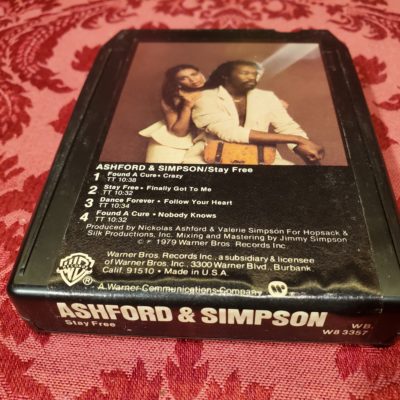 ASHFORD & SIMPSON/Stay Free
1 Found A Cure • Crazy
TT 10:38
2 Stay Free • Finally Got To Me
TT 10:32
3 Dance Forever • Follow Your Heart
TT 10:34
4 Found A Cure • Nobody Knows
TT 10:32
Produced by Nickolas Ashford & Valerie Simpson For Hopsack &
Silk Productions, Inc. Mixing and Mastering by Jimmy Simpson
© ℗ 1979 Warner Bros. Records Inc.
Warner Bros. Records Inc., a subsidiary & licensee
of Warner Bros. Inc., 3300 Warner Blvd., Burbank
Calif. 91510 • Made in U.S.A.
A Warner Communications Company
ASHFORD & SIMPSON
Stay Free
WB
W8 3357